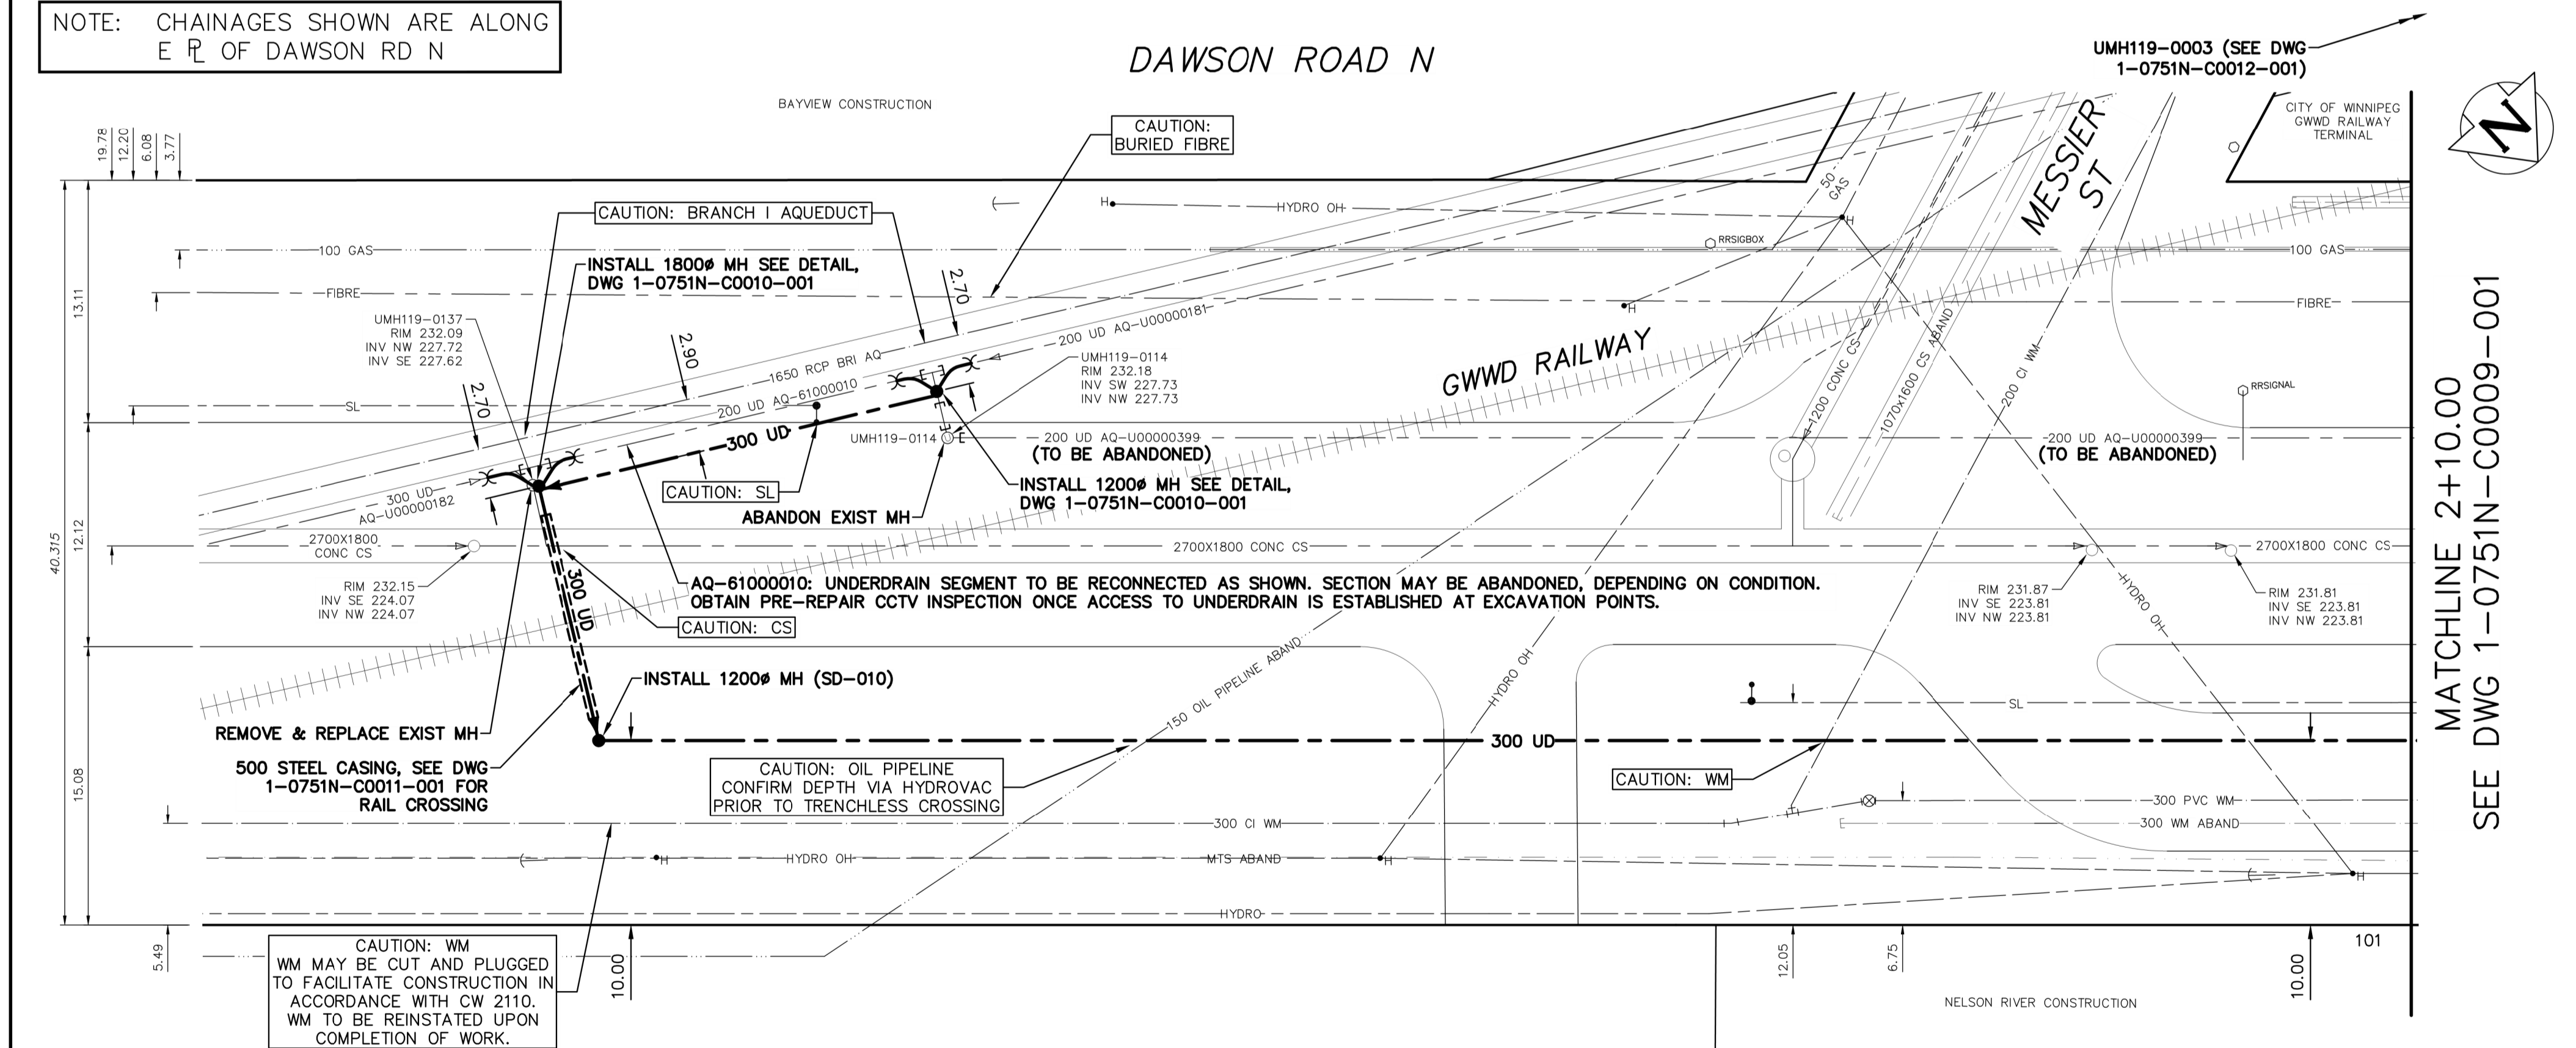 NOTE: CHAINAGES SHOWN ARE ALONG
E ⅊ OF DAWSON RD N
DAWSON ROAD N
UMH119-0003 (SEE DWG
1-0751N-C0012-001)
BAYVIEW CONSTRUCTION
CITY OF WINNIPEG
GWWD RAILWAY
TERMINAL
N
CAUTION:
BURIED FIBRE
MESSIER
ST
19.78
12.20
6.08
3.77
50
GAS
CAUTION: BRANCH I AQUEDUCT
H
HYDRO OH
H
RRSIGBOX
100 GAS
100 GAS
INSTALL 1800ø MH SEE DETAIL,
DWG 1-0751N-C0010-001
2.70
FIBRE
FIBRE
H
13.11
UMH119-0137
RIM 232.09
INV NW 227.72
INV SE 227.62
200 UD AQ-U00000181
2.90
1650 RCP BRI AQ
UMH119-0114
RIM 232.18
INV SW 227.73
INV NW 227.73
GWWD RAILWAY
1200 CONC CS
1070x1600 CS ABAND
200 CI WM
RRSIGNAL
SL
2.70
200 UD AQ-61000010
E
300 UD
UMH119-0114
E
200 UD AQ-U00000399
(TO BE ABANDONED)
200 UD AQ-U00000399
(TO BE ABANDONED)
300 UD
AQ-U00000182
CAUTION: SL
INSTALL 1200ø MH SEE DETAIL,
DWG 1-0751N-C0010-001
ABANDON EXIST MH
40.315
12.12
2700X1800
CONC CS
2700X1800 CONC CS
2700X1800 CONC CS
RIM 232.15
INV SE 224.07
INV NW 224.07
300 UD
AQ-61000010: UNDERDRAIN SEGMENT TO BE RECONNECTED AS SHOWN. SECTION MAY BE ABANDONED, DEPENDING ON CONDITION.
OBTAIN PRE-REPAIR CCTV INSPECTION ONCE ACCESS TO UNDERDRAIN IS ESTABLISHED AT EXCAVATION POINTS.
RIM 231.87
INV SE 223.81
INV NW 223.81
RIM 231.81
INV SE 223.81
INV NW 223.81
CAUTION: CS
HYDRO OH
150 OIL PIPELINE ABAND
HYDRO OH
INSTALL 1200ø MH (SD-010)
SL
REMOVE & REPLACE EXIST MH
300 UD
500 STEEL CASING, SEE DWG
1-0751N-C0011-001 FOR
RAIL CROSSING
CAUTION: OIL PIPELINE
CONFIRM DEPTH VIA HYDROVAC
PRIOR TO TRENCHLESS CROSSING
CAUTION: WM
15.08
300 PVC WM
300 CI WM
E
300 WM ABAND
H
HYDRO OH
MTS ABAND
H
H
HYDRO
5.49
CAUTION: WM
WM MAY BE CUT AND PLUGGED
TO FACILITATE CONSTRUCTION IN
ACCORDANCE WITH CW 2110.
WM TO BE REINSTATED UPON
COMPLETION OF WORK.
10.00
12.05
6.75
10.00
101
NELSON RIVER CONSTRUCTION
MATCHLINE 2+10.00
SEE DWG 1-0751N-C0009-001